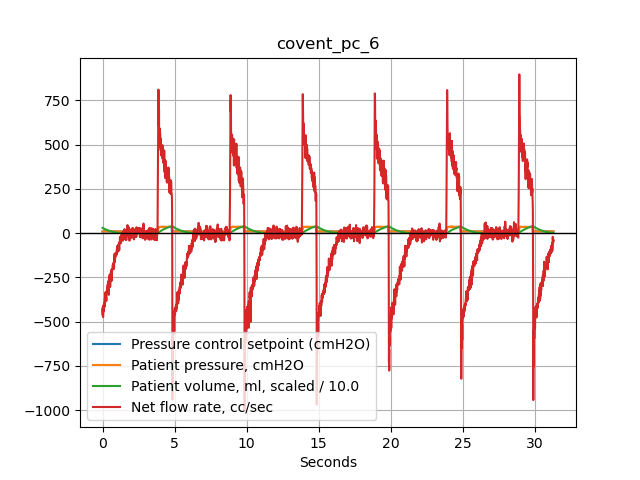 covent_pc_6
750
500
250
0
−250
−500
−750
−1000
Pressure control setpoint (cmH2O)
Patient pressure, cmH2O
Patient volume, ml, scaled / 10.0
Net flow rate, cc/sec
0 5 10 15 20 25 30
Seconds